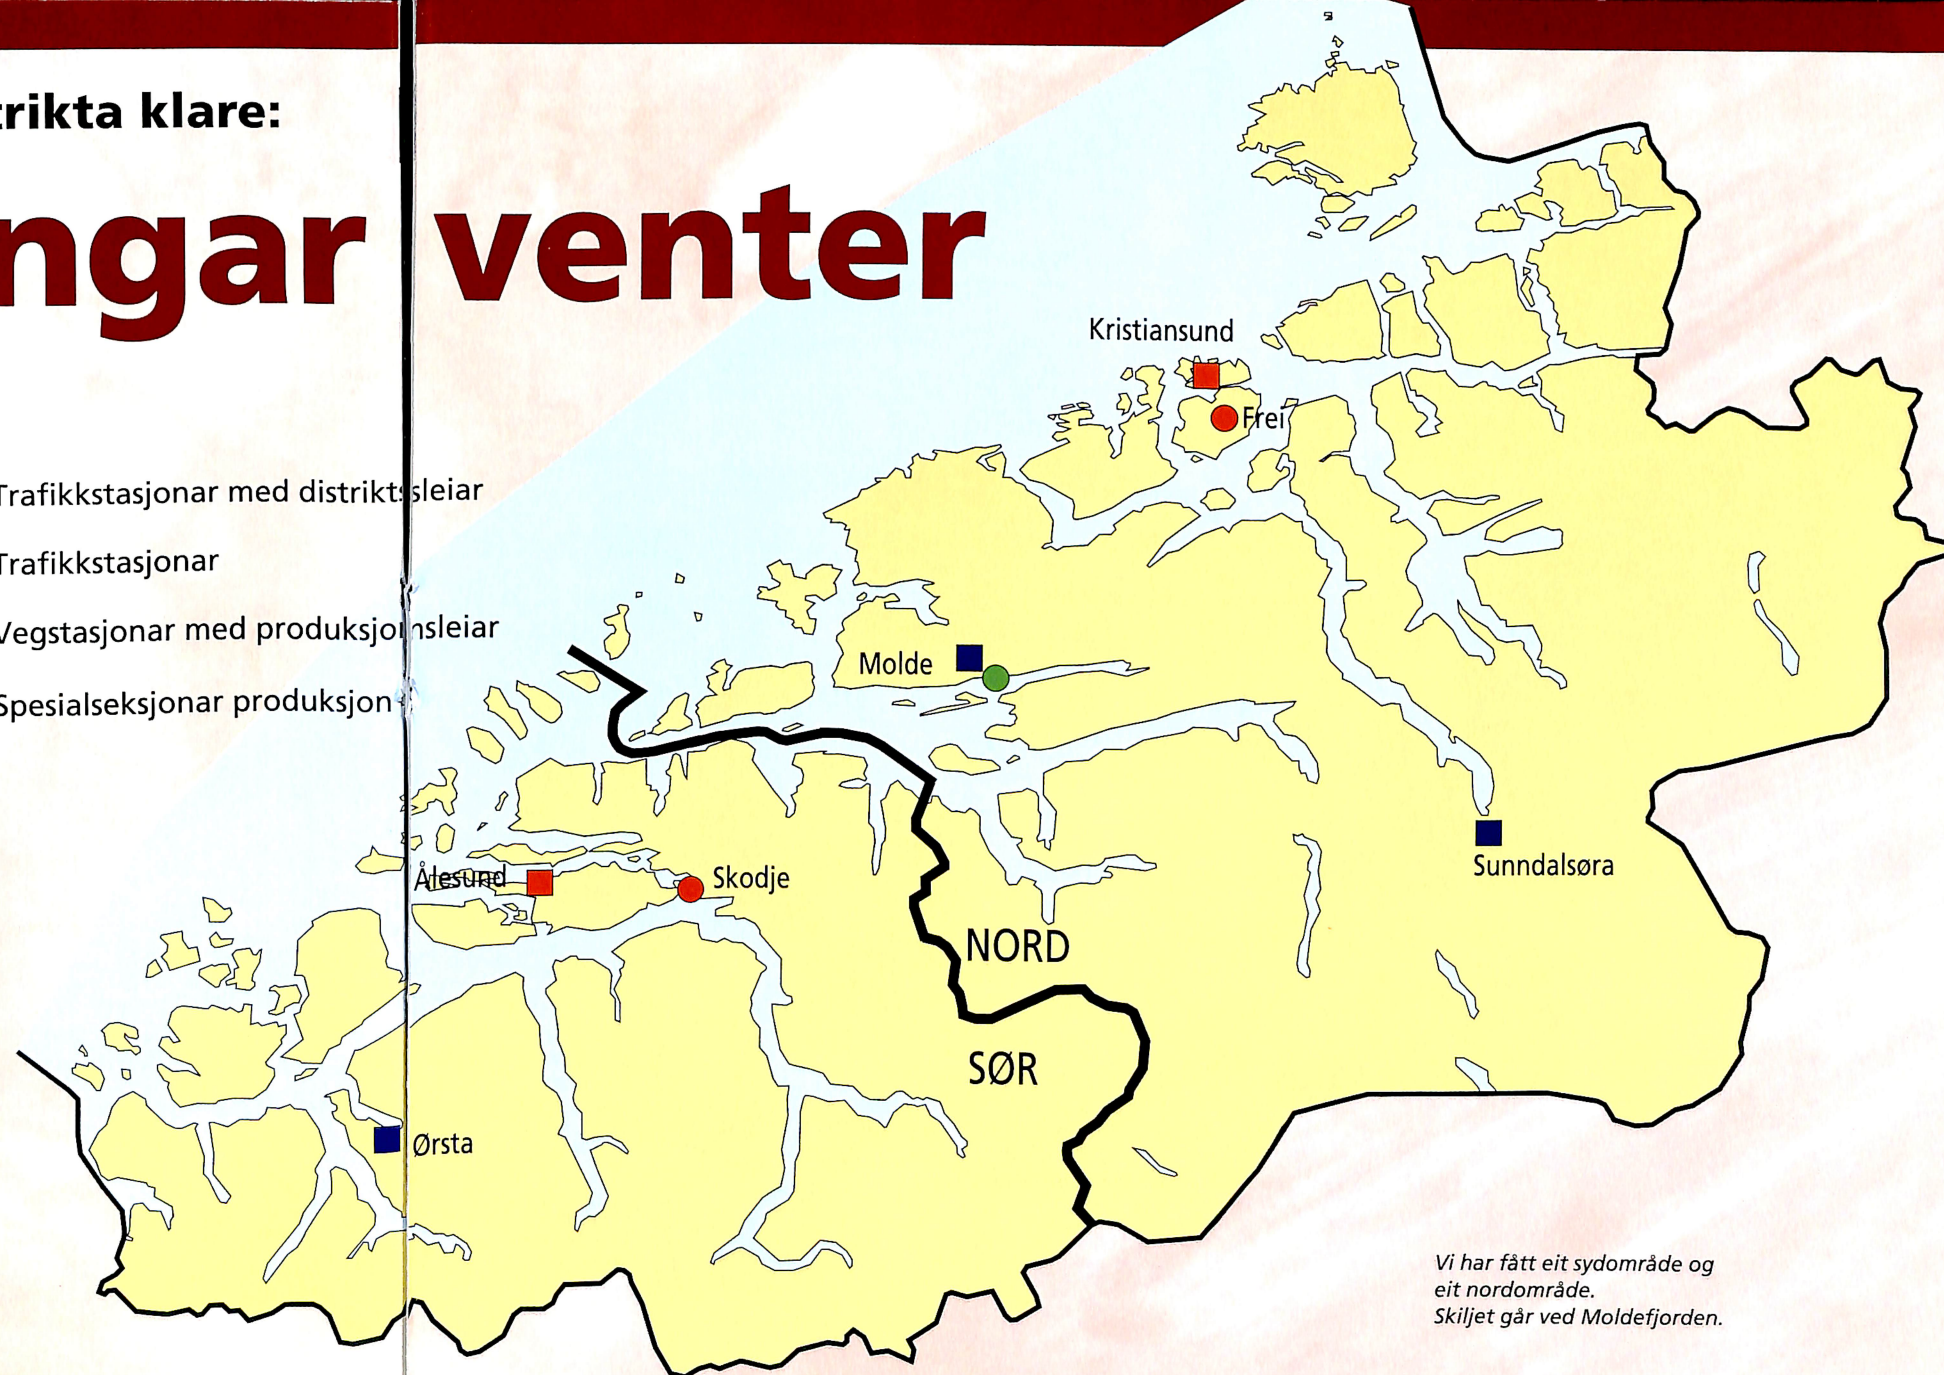 trikta klare:
ngar venter
Trafikkstasjonar med distriktsleiar
Trafikkstasjonar
Vegstasjonar med produksjonsleiar
Spesialseksjonar produksjon
Kristiansund
Frei
Molde
Sunndalsøra
Ålesund
Skodje
NORD
SØR
Ørsta
Vi har fått eit sydområde og
eit nordområde.
Skiljet går ved Moldefjorden.